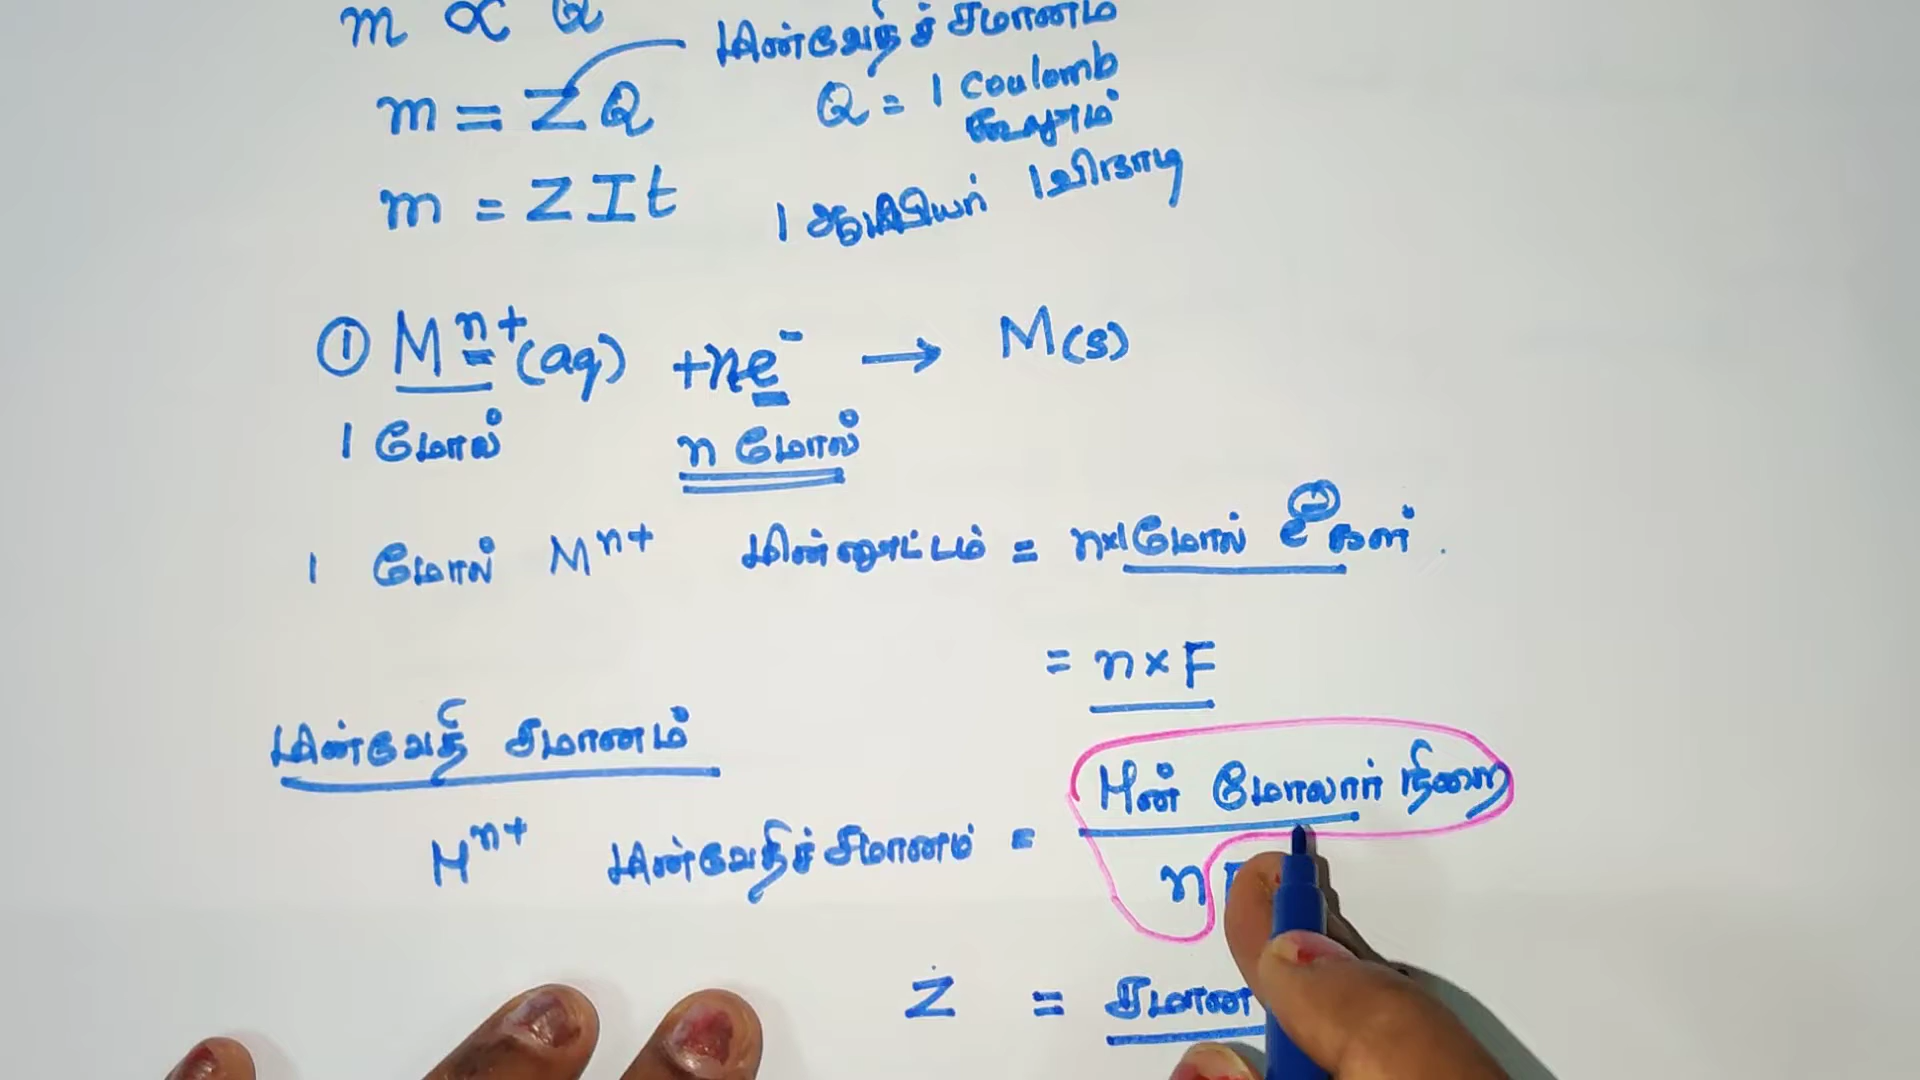 m ∝ Q
மின்வேதிச் சமானம்
m = ZQ
Q = 1 coulomb
கூலூம்
m = ZIt
1 ஆம்பியர் 1 விநாடி
① Mⁿ⁺(aq) + ne⁻ → M(s)
1 மோல் n மோல்
1 மோல் Mⁿ⁺ மின்னூட்டம் = n×1மோல் e⁻கள்
= n×F
மின்வேதி சமானம்
Mⁿ⁺ மின்வேதிச் சமானம் = Mன் மோலார் நிறை
n
Z = சமான